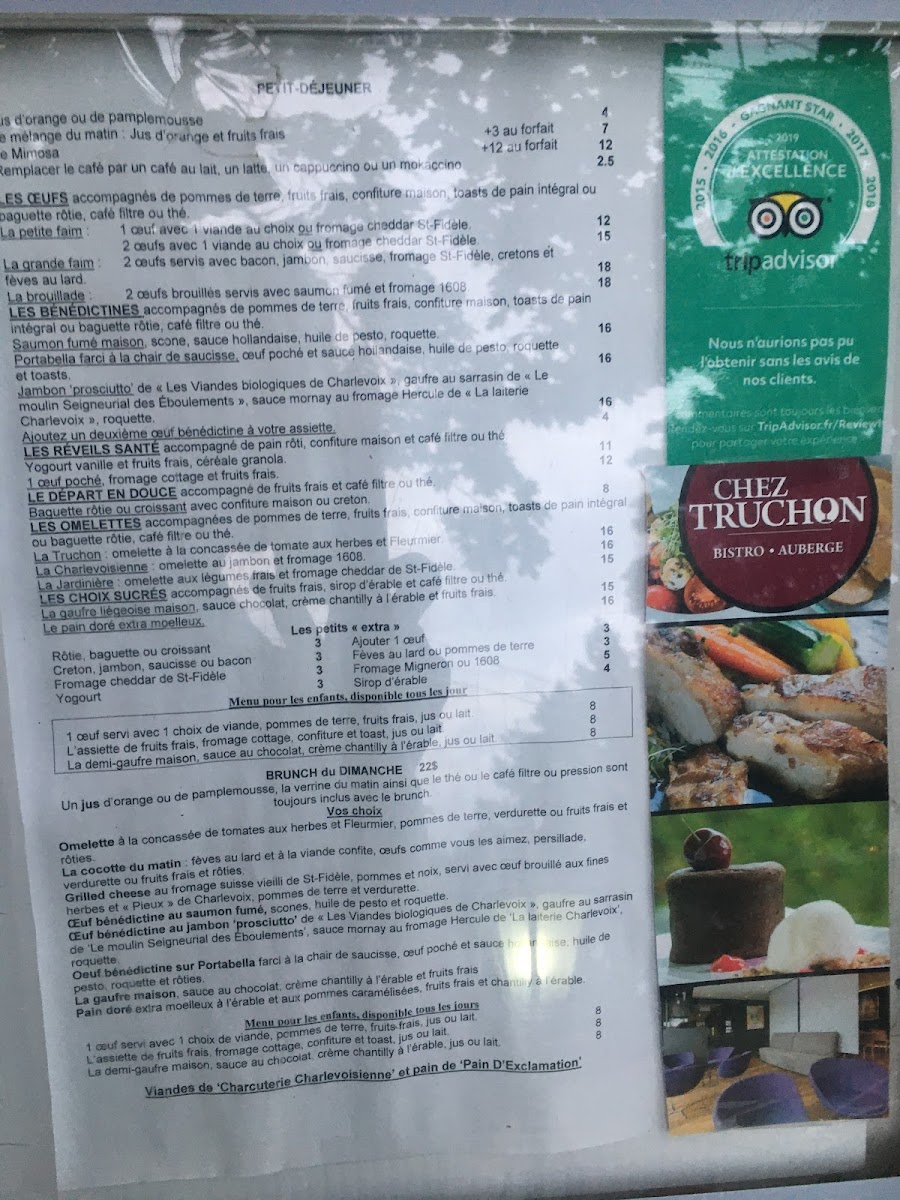 PETIT-DÉJEUNER
us d'orange ou de pamplemousse 4
e mélange du matin : Jus d'orange et fruits frais +3 au forfait 7
e Mimosa +12 au forfait 12
Remplacer le café par un café au lait, un latte, un cappuccino ou un mokaccino 2.5
LES ŒUFS accompagnés de pommes de terre, fruits frais, confiture maison, toasts de pain intégral ou
baguette rôtie, café filtre ou thé.
La petite faim : 1 œuf avec 1 viande au choix ou fromage cheddar St-Fidèle. 12
2 œufs avec 1 viande au choix ou fromage cheddar St-Fidèle. 15
La grande faim : 2 œufs servis avec bacon, jambon, saucisse, fromage St-Fidèle, cretons et
fèves au lard. 18
La brouillade : 2 œufs brouillés servis avec saumon fumé et fromage 1608 18
LES BÉNÉDICTINES accompagnés de pommes de terre, fruits frais, confiture maison, toasts de pain
intégral ou baguette rôtie, café filtre ou thé.
Saumon fumé maison, scone, sauce hollandaise, huile de pesto, roquette. 16
Portabella farci à la chair de saucisse, œuf poché et sauce hollandaise, huile de pesto, roquette
et toasts. 16
Jambon 'prosciutto' de « Les Viandes biologiques de Charlevoix », gaufre au sarrasin de « Le
moulin Seigneurial des Éboulements », sauce mornay au fromage Hercule de « La laiterie
Charlevoix », roquette. 16
Ajoutez un deuxième œuf bénédictine à votre assiette. 4
LES RÉVEILS SANTÉ accompagné de pain rôti, confiture maison et café filtre ou thé
Yogourt vanille et fruits frais, céréale granola. 11
1 œuf poché, fromage cottage et fruits frais. 12
LE DÉPART EN DOUCE accompagné de fruits frais et café filtre ou thé.
Baguette rôtie ou croissant avec confiture maison ou creton. 8
LES OMELETTES accompagnées de pommes de terre, fruits frais, confiture maison, toasts de pain intégral
ou baguette rôtie, café filtre ou thé.
La Truchon : omelette à la concassée de tomate aux herbes et Fleurmier. 16
La Charlevoisienne : omelette au jambon et fromage 1608. 16
La Jardinière : omelette aux légumes frais et fromage cheddar de St-Fidèle. 15
LES CHOIX SUCRÉS accompagnés de fruits frais, sirop d'érable et café filtre ou thé.
La gaufre liégeoise maison, sauce chocolat, crème chantilly à l'érable et fruits frais. 15
Le pain doré extra moelleux. 16
Les petits « extra »
Rôtie, baguette ou croissant 3 Ajouter 1 œuf 3
Creton, jambon, saucisse ou bacon 3 Fèves au lard ou pommes de terre 3
Fromage cheddar de St-Fidèle 3 Fromage Migneron ou 1608 5
Yogourt 3 Sirop d'érable 4
Menu pour les enfants, disponible tous les jour
1 œuf servi avec 1 choix de viande, pommes de terre, fruits frais, jus ou lait. 8
L'assiette de fruits frais, fromage cottage, confiture et toast, jus ou lait 8
La demi-gaufre maison, sauce au chocolat, crème chantilly à l'érable, jus ou lait. 8
BRUNCH du DIMANCHE 22$
Un jus d'orange ou de pamplemousse, la verrine du matin ainsi que le thé ou le café filtre ou pression sont
toujours inclus avec le brunch.
Vos choix
Omelette à la concassée de tomates aux herbes et Fleurmier, pommes de terre, verdurette ou fruits frais et
rôties.
La cocotte du matin : fèves au lard et à la viande confite, œufs comme vous les aimez, persillade,
verdurette ou fruits frais et rôties.
Grilled cheese au fromage suisse vieilli de St-Fidèle, pommes et noix, servi avec œuf brouillé aux fines
herbes et « Pieux » de Charlevoix, pommes de terre et verdurette.
Œuf bénédictine au saumon fumé, scones, huile de pesto et roquette.
Œuf bénédictine au jambon 'prosciutto' de « Les Viandes biologiques de Charlevoix », gaufre au sarrasin
de 'Le moulin Seigneurial des Éboulements', sauce mornay au fromage Hercule de 'La laiterie Charlevoix',
roquette.
Oeuf bénédictine sur Portabella farci à la chair de saucisse, œuf poché et sauce huile de
pesto, roquette et rôties.
La gaufre maison, sauce au chocolat, crème chantilly à l'érable et fruits frais
Pain doré extra moelleux à l'érable et aux pommes caramélisées, fruits frais et chantilly à l'érable.
Menu pour les enfants, disponible tous les jours
1 œuf servi avec 1 choix de viande, pommes de terre, fruits frais, jus ou lait. 8
L'assiette de fruits frais, fromage cottage, confiture et toast, jus ou lait. 8
La demi-gaufre maison, sauce au chocolat, crème chantilly à l'érable, jus ou lait. 8
Viandes de 'Charcuterie Charlevoisienne' et pain de 'Pain D'Exclamation'
2015 • 2016 • GAGNANT STAR • 2017 • 2018
2019
ATTESTATION
D'EXCELLENCE
tripadvisor
Nous n'aurions pas pu
l'obtenir sans les avis de
nos clients.
commentaires sont toujours les
Rendez-vous sur TripAdvisor.fr/Review
pour partager votre expérience
CHEZ
TRUCHON
BISTRO • AUBERGE